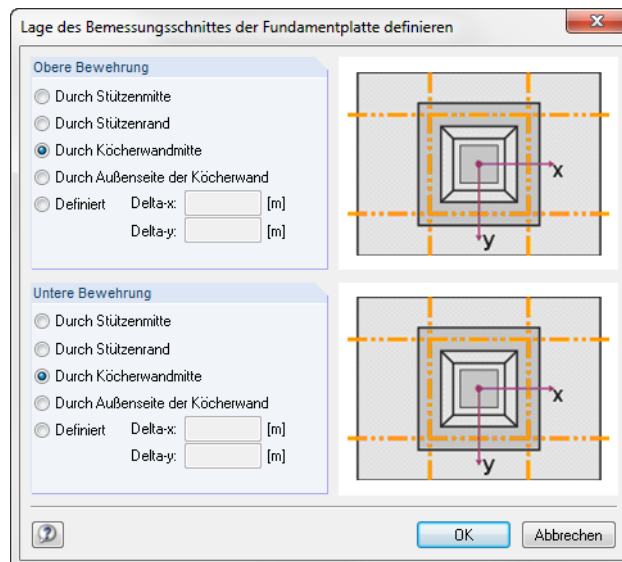 Lage des Bemessungsschnittes der Fundamentplatte definieren
Obere Bewehrung
Durch Stützenmitte
Durch Stützenrand
Durch Köcherwandmitte
Durch Außenseite der Köcherwand
Definiert Delta-x: [m]
Delta-y: [m]
x
y
Untere Bewehrung
Durch Stützenmitte
Durch Stützenrand
Durch Köcherwandmitte
Durch Außenseite der Köcherwand
Definiert Delta-x: [m]
Delta-y: [m]
x
y
OK Abbrechen